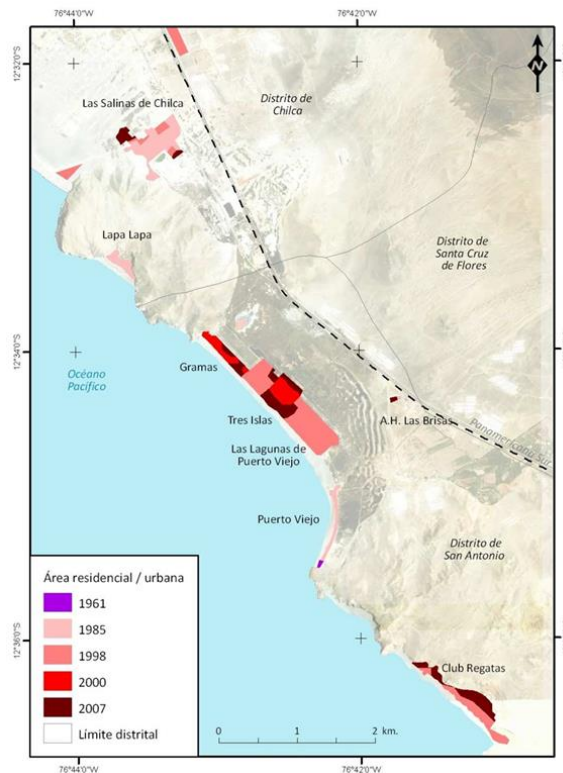 76°44'0"W
76°42'0"W
12°32'0"S
N
Las Salinas de Chilca
Distrito de
Chilca
Lapa Lapa
Distrito de
Santa Cruz
de Flores
12°34'0"S
Océano
Pacífico
Gramas
Tres Islas
A.H. Las Brisas
Panamericana Sur
Las Lagunas de
Puerto Viejo
Puerto Viejo
Distrito de
San Antonio
Área residencial / urbana
1961
1985
1998
2000
2007
Límite distrital
12°36'0"S
Club Regatas
0 1 2 km.
76°44'0"W
76°42'0"W